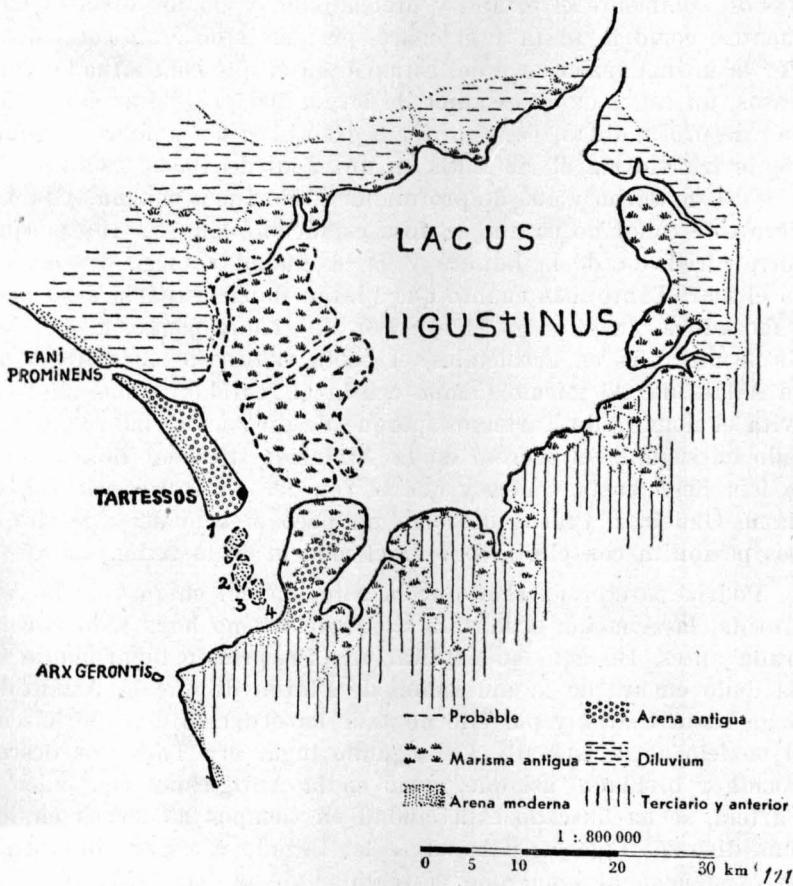 LACUS
LIGUSTINUS
FANI
PROMINENS
TARTESSOS
1
2
3
4
ARX GERONTIS
Probable
Arena antigua
Marisma antigua
Diluvium
Arena moderna
Terciario y anterior
1 : 800 000
0 5 10 20 30 km